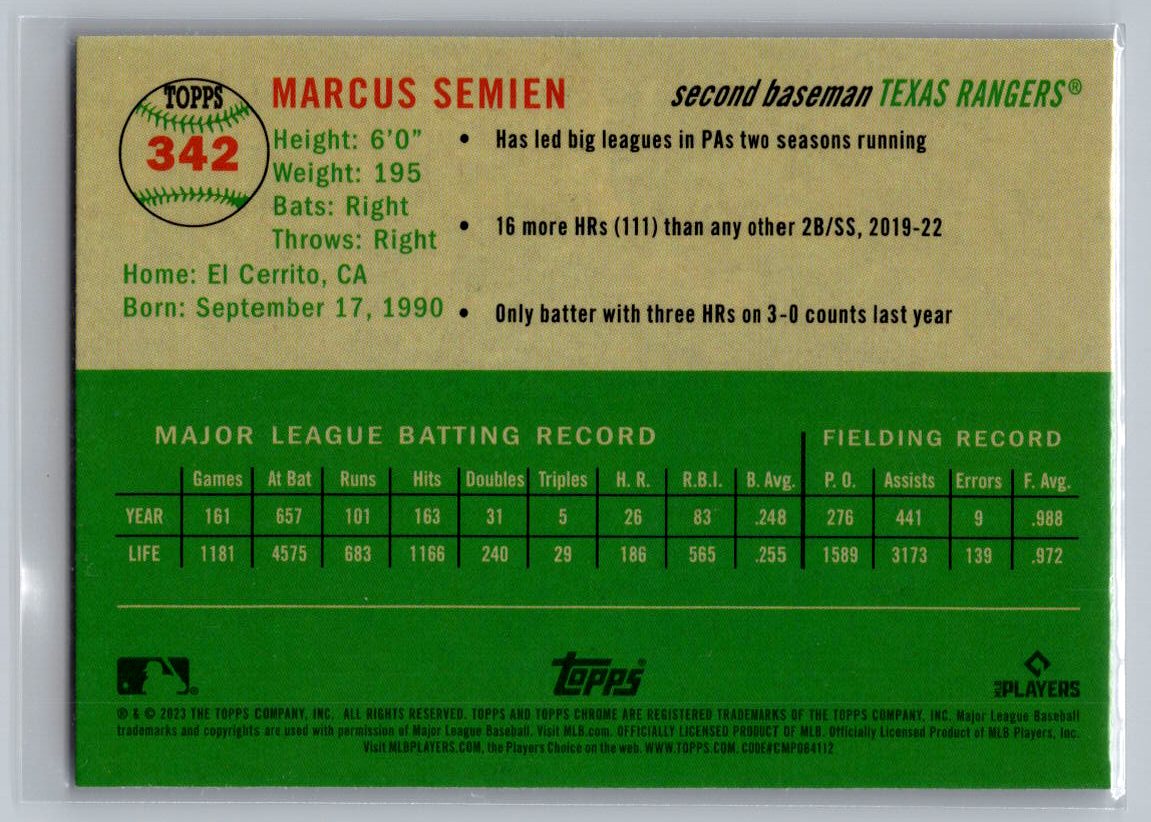 TOPPS
342
MARCUS SEMIEN
second baseman TEXAS RANGERS®
Height: 6'0"
Weight: 195
Bats: Right
Throws: Right
Home: El Cerrito, CA
Born: September 17, 1990
• Has led big leagues in PAs two seasons running
• 16 more HRs (111) than any other 2B/SS, 2019-22
• Only batter with three HRs on 3-0 counts last year
MAJOR LEAGUE BATTING RECORD FIELDING RECORD
Games At Bat Runs Hits Doubles Triples H. R. R.B.I. B. Avg. P. O. Assists Errors F. Avg.
YEAR 161 657 101 163 31 5 26 83 .248 276 441 9 .988
LIFE 1181 4575 683 1166 240 29 186 565 .255 1589 3173 139 .972
Topps
MLB PLAYERS
® & © 2023 THE TOPPS COMPANY, INC. ALL RIGHTS RESERVED. TOPPS AND TOPPS CHROME ARE REGISTERED TRADEMARKS OF THE TOPPS COMPANY, INC. Major League Baseball
trademarks and copyrights are used with permission of Major League Baseball. Visit MLB.com. OFFICIALLY LICENSED PRODUCT OF MLB. Officially Licensed Product of MLB Players, Inc.
Visit MLBPLAYERS.COM, the Players Choice on the web. WWW.TOPPS.COM. CODE#CMP084112